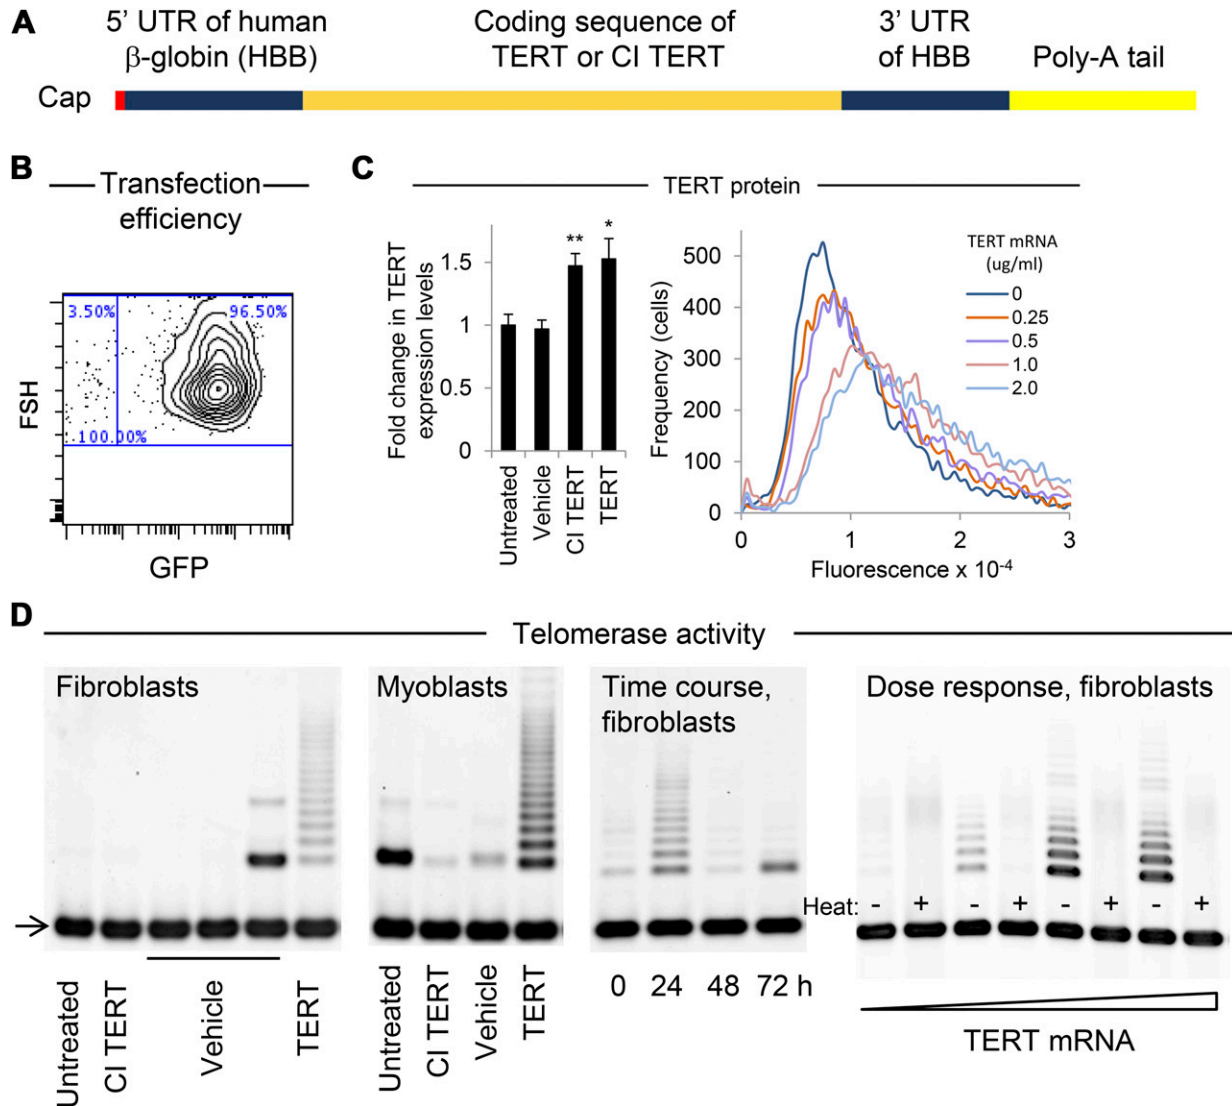 A
5’ UTR of human
β-globin (HBB)
Coding sequence of
TERT or CI TERT
3’ UTR
of HBB
Poly-A tail
Cap
B
Transfection
efficiency
3.50%
96.50%
100.00%
FSH
GFP
C
TERT protein
Fold change in TERT
expression levels
1.5
1
0.5
0
**
*
Untreated
Vehicle
CI TERT
TERT
Frequency (cells)
500
400
300
200
100
0
0
1
2
3
Fluorescence x 10-4
TERT mRNA
(ug/ml)
0
0.25
0.5
1.0
2.0
D
Telomerase activity
Fibroblasts
Untreated
CI TERT
Vehicle
TERT
Myoblasts
Untreated
CI TERT
Vehicle
TERT
Time course,
fibroblasts
0 24 48 72 h
Dose response, fibroblasts
Heat: - + - + - + - +
TERT mRNA